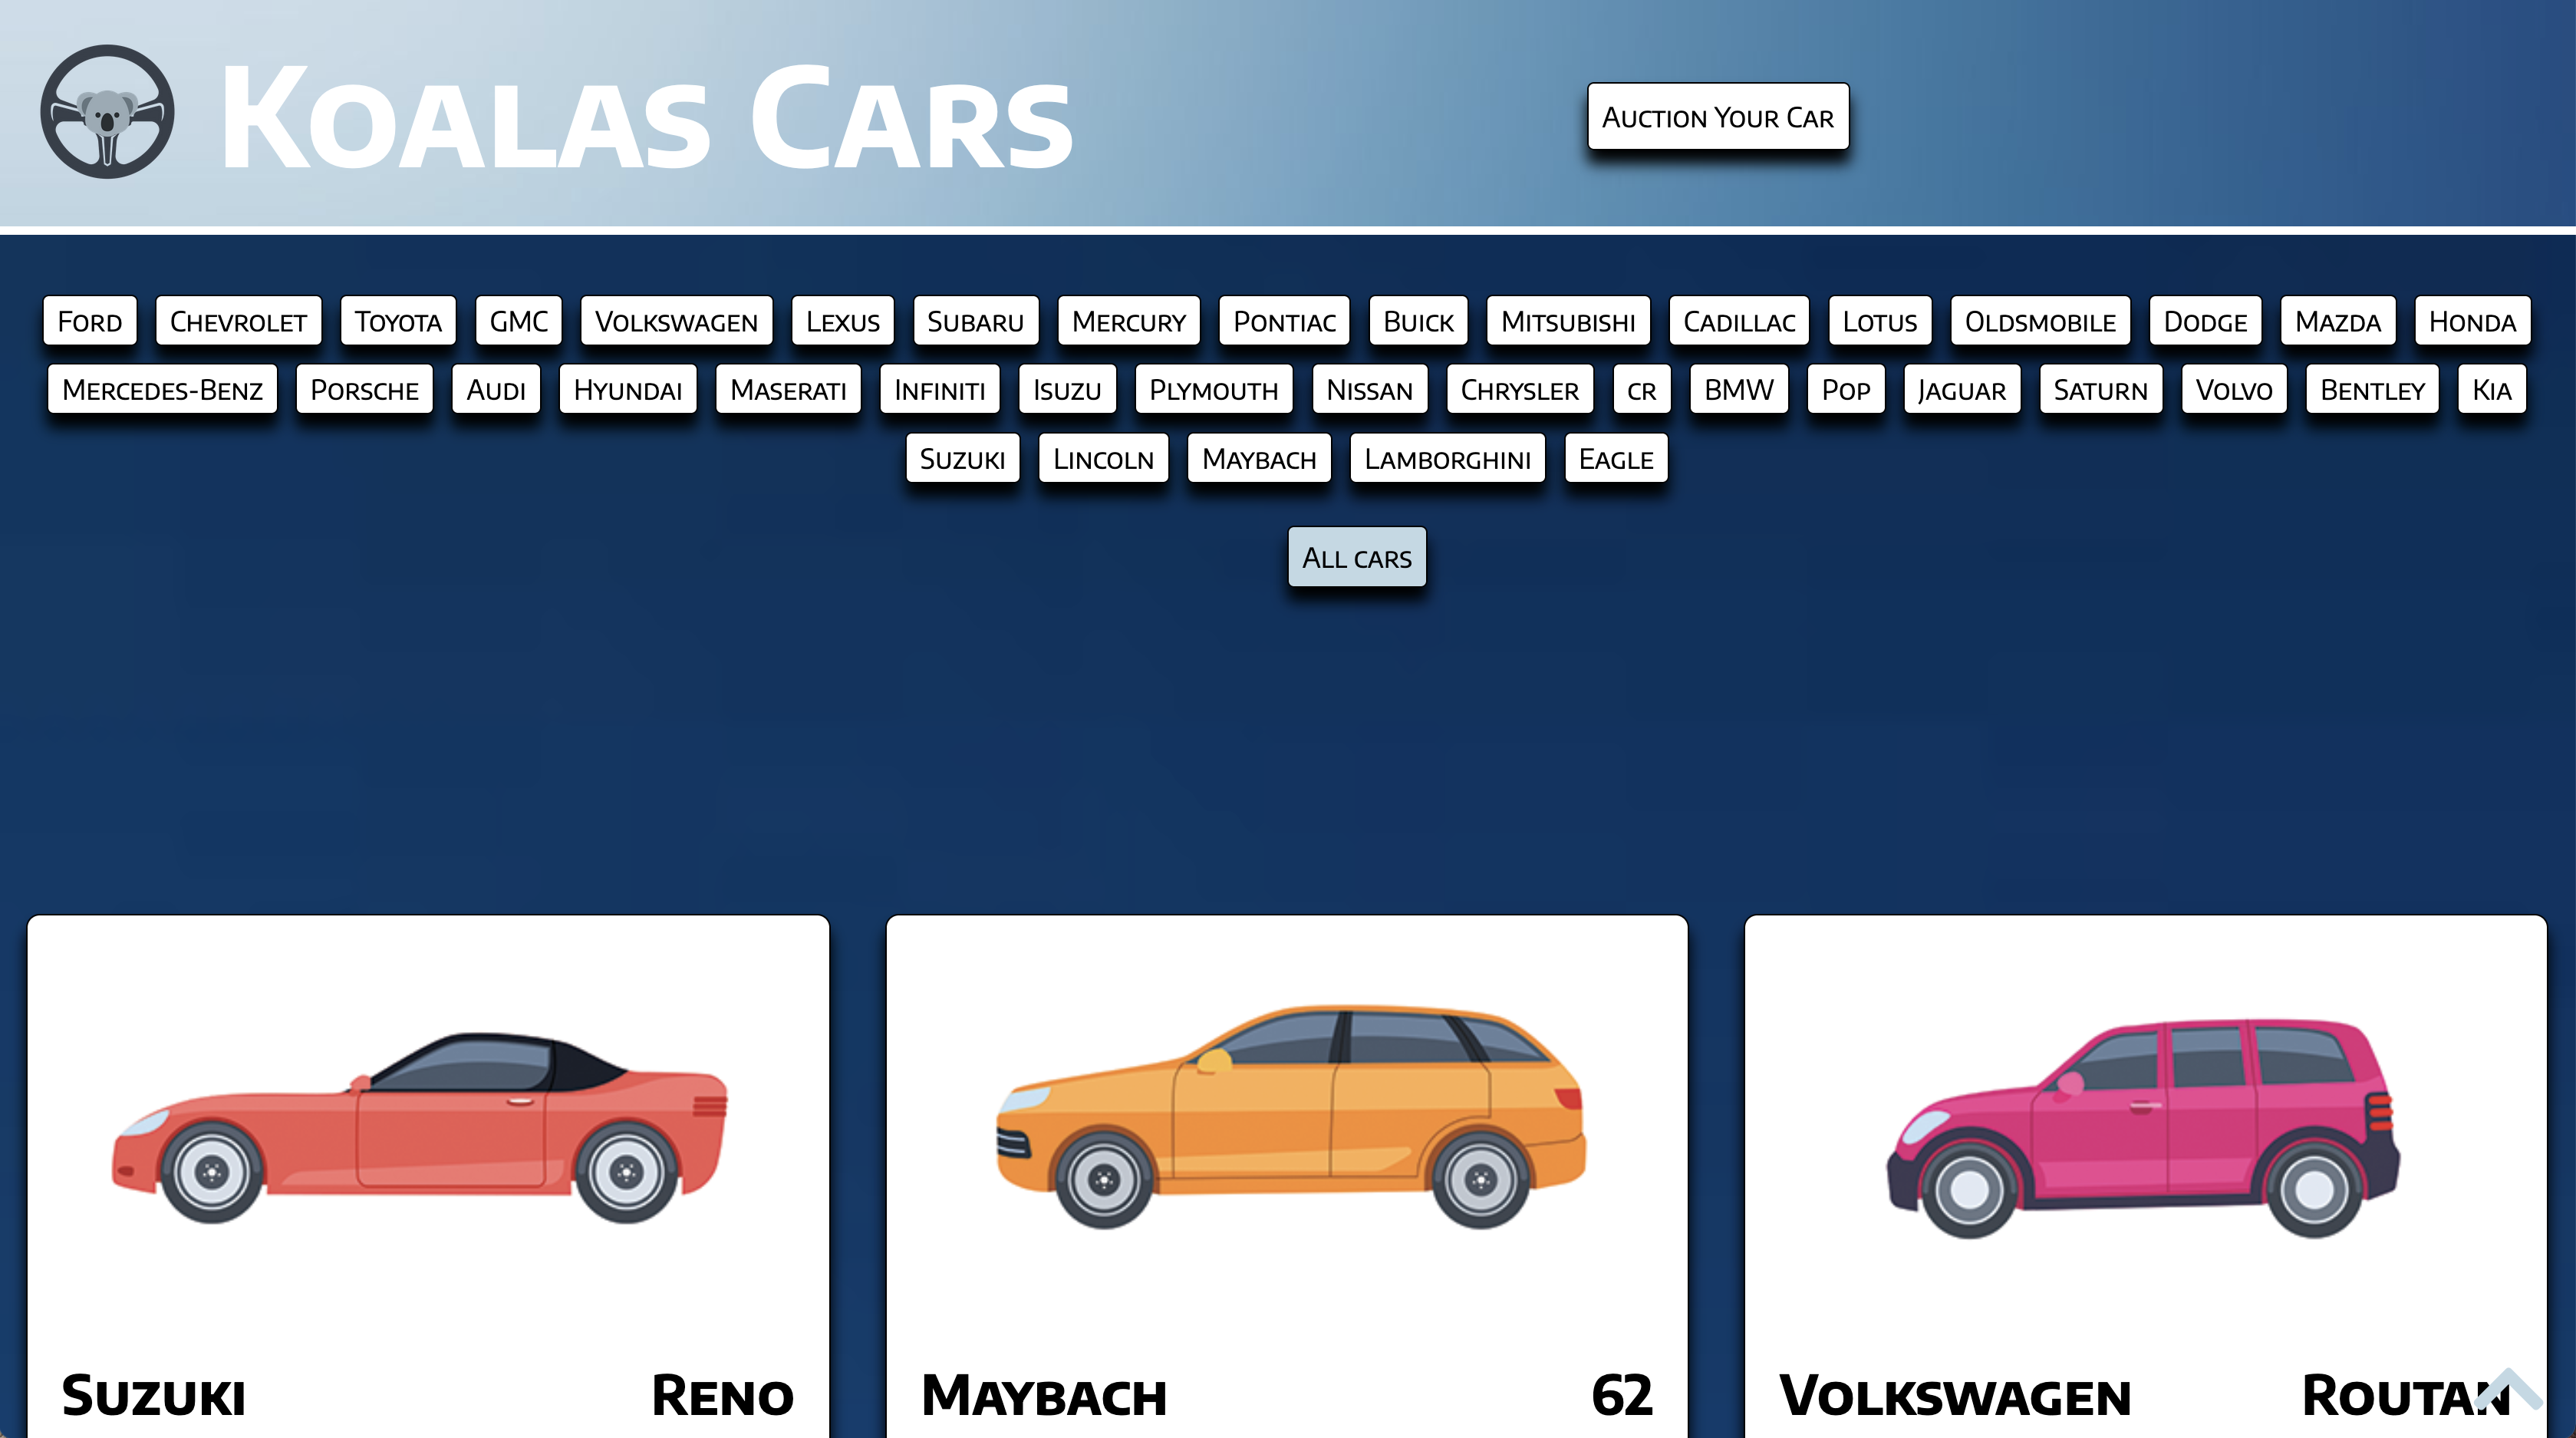 Koalas Cars
Auction Your Car
Ford Chevrolet Toyota GMC Volkswagen Lexus Subaru Mercury Pontiac Buick Mitsubishi Cadillac Lotus Oldsmobile Dodge Mazda Honda
Mercedes-Benz Porsche Audi Hyundai Maserati Infiniti Isuzu Plymouth Nissan Chrysler cr BMW Pop Jaguar Saturn Volvo Bentley Kia
Suzuki Lincoln Maybach Lamborghini Eagle
All cars
Suzuki Reno
Maybach 62
Volkswagen Routan